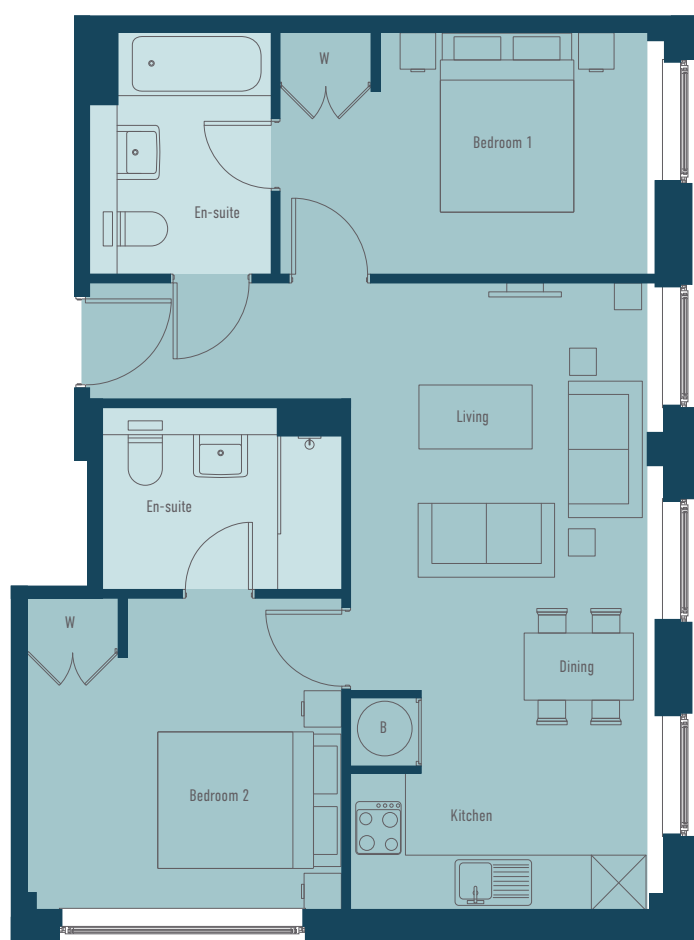 W
Bedroom 1
En-suite
Living
En-suite
W
Dining
B
Bedroom 2
Kitchen